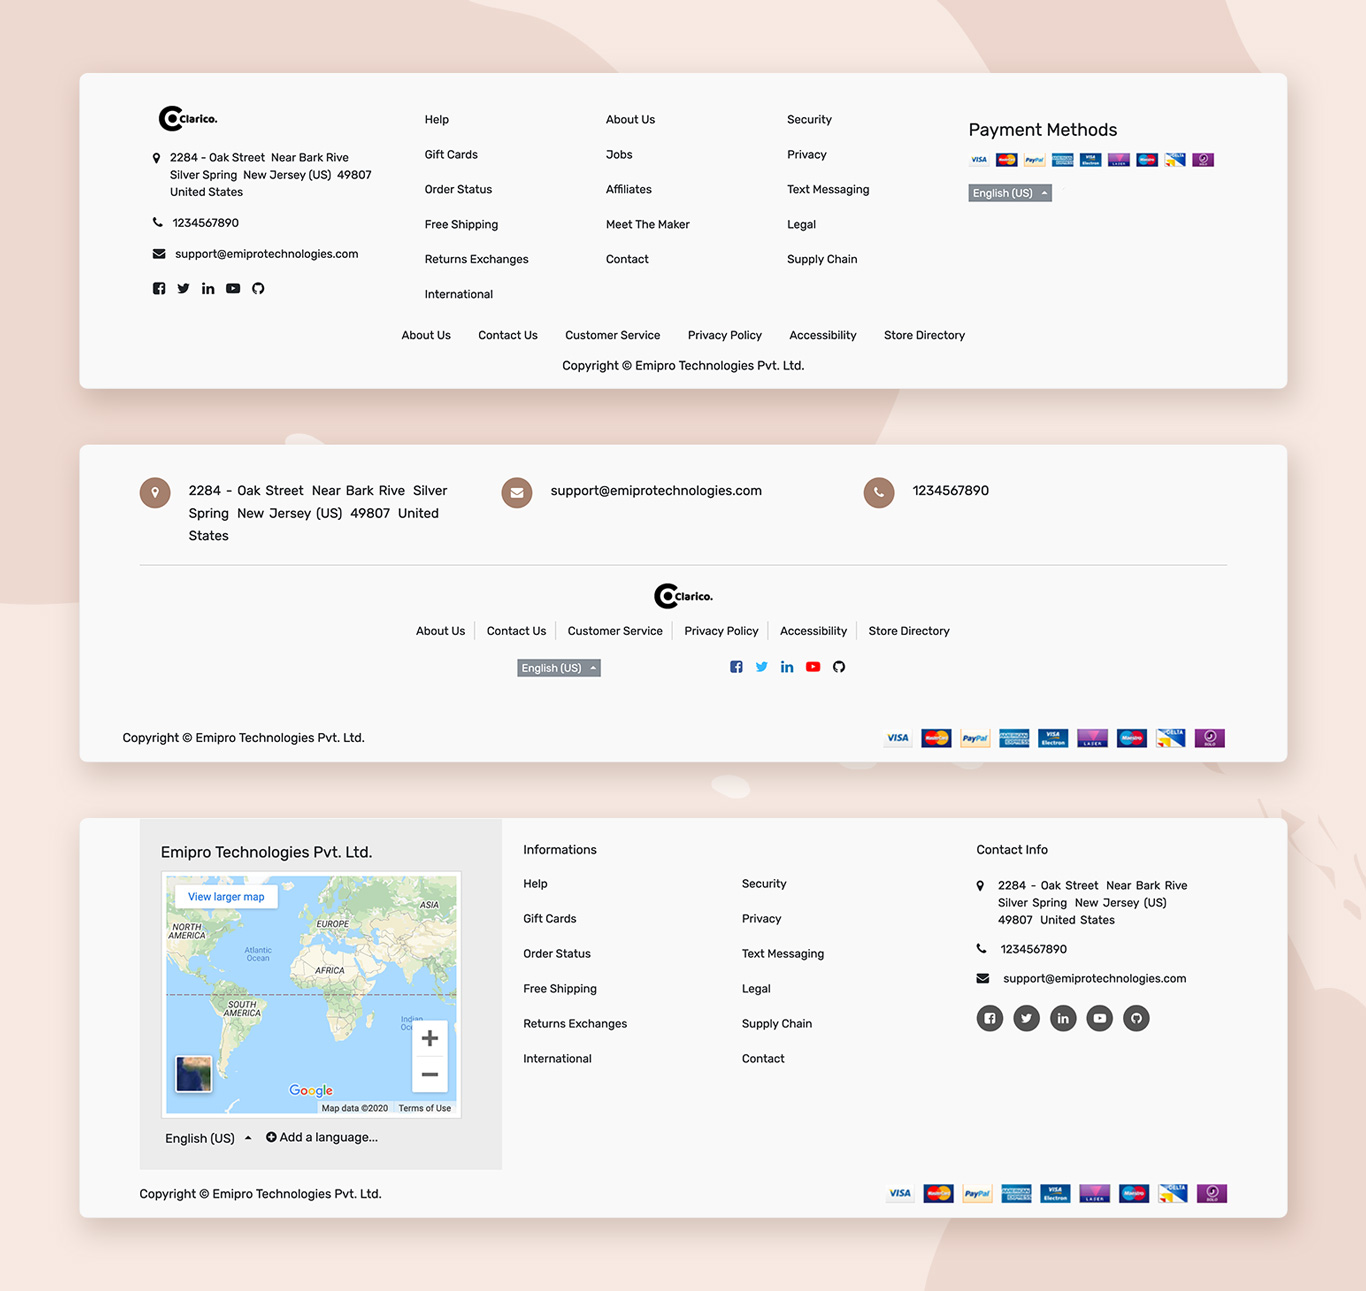 Clarico.
2284 - Oak Street Near Bark Rive
Silver Spring New Jersey (US) 49807
United States
1234567890
support@emiprotechnologies.com
Help
Gift Cards
Order Status
Free Shipping
Returns Exchanges
International
About Us
Jobs
Affiliates
Meet The Maker
Contact
Security
Privacy
Text Messaging
Legal
Supply Chain
Payment Methods
VISA MasterCard PayPal AMERICAN EXPRESS VISA Electron LASER Maestro DELTA SOLO
English (US)
About Us Contact Us Customer Service Privacy Policy Accessibility Store Directory
Copyright © Emipro Technologies Pvt. Ltd.
2284 - Oak Street Near Bark Rive Silver
Spring New Jersey (US) 49807 United
States
support@emiprotechnologies.com
1234567890
Clarico.
About Us Contact Us Customer Service Privacy Policy Accessibility Store Directory
English (US)
Copyright © Emipro Technologies Pvt. Ltd.
VISA MasterCard PayPal AMERICAN EXPRESS VISA Electron LASER Maestro DELTA SOLO
Emipro Technologies Pvt. Ltd.
View larger map
NORTH
AMERICA
Atlantic
Ocean
EUROPE
ASIA
AFRICA
SOUTH
AMERICA
Google
Map data ©2020 Terms of Use
English (US) Add a language...
Informations
Help
Gift Cards
Order Status
Free Shipping
Returns Exchanges
International
Security
Privacy
Text Messaging
Legal
Supply Chain
Contact
Contact Info
2284 - Oak Street Near Bark Rive
Silver Spring New Jersey (US)
49807 United States
1234567890
support@emiprotechnologies.com
Copyright © Emipro Technologies Pvt. Ltd.
VISA MasterCard PayPal AMERICAN EXPRESS VISA Electron LASER Maestro DELTA SOLO